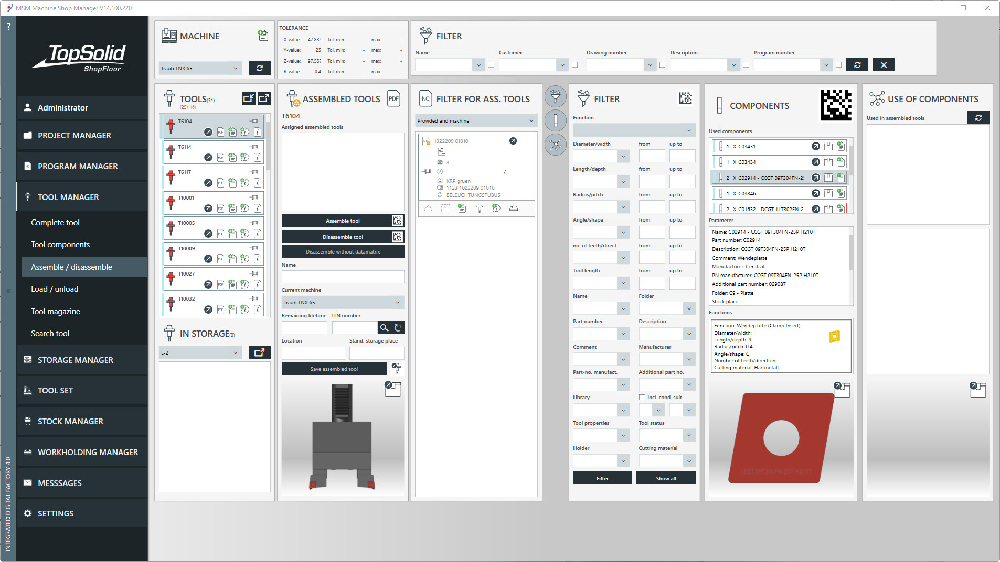 MSM Machine Shop Manager V14.100.220
?
TopSolid
ShopFloor
Administrator
PROJECT MANAGER
PROGRAM MANAGER
TOOL MANAGER
Complete tool
Tool components
Assemble / disassemble
Load / unload
Tool magazine
Search tool
STORAGE MANAGER
TOOL SET
STOCK MANAGER
WORKHOLDING MANAGER
MESSSAGES
SETTINGS
INTEGRATED DIGITAL FACTORY 4.0
MACHINE
Traub TNX 65
TOLERANCE
X-value: 47.839 Tol. min: - max: -
Y-value: 25 Tol. min: - max: -
Z-value: 97.557 Tol. min: - max: -
R-value: 0.4 Tol. min: - max: -
FILTER
Name Customer Drawing number Description Program number
TOOLS(31)
(25) (6)
T6104
PDF
T6114
PDF
T6117
PDF
T10001
PDF
T10005
PDF
T10009
PDF
T10027
PDF
T10032
PDF
IN STORAGE(0)
L-2
ASSEMBLED TOOLS PDF
T6104
Assigned assembled tools
Assemble tool
Disassemble tool
Disassemble without datamatrix
Name
Current machine
Traub TNX 65
Remaining lifetime ITN number
1
Location Stand. storage place
Save assembled tool
NC FILTER FOR ASS. TOOLS
Provided and machine
NC 1022209 01010
-
3
/
KRP gruen
1123 1022209 01010
BELEUCHTUNGSTUBUS
FILTER
Function
Diameter/width from up to
Length/depth from up to
Radius/pitch from up to
Angle/shape from up to
no. of teeth/direct. from up to
Tool length from up to
Name Folder
Part number Description
Comment Manufacturer
Part-no. manufact. Additional part no.
Library Incl. cond. suit.
Tool properties Tool status
Holder Cutting material
Filter Show all
COMPONENTS
Used components
1 X C03431
1 X C03434
2 X C02914 - CCGT 09T304FN-2
1 X C03846
2 X C01632 - DCGT 11T302FN-2
Parameter
Name: C02914 - CCGT 09T304FN-25P H210T
Part number: C02914
Description: CCGT 09T304FN-25P H210T
Comment: Wendeplatte
Manufacturer: Ceratizit
PN manufacturer: CCGT 09T304FN-25P H210T
Additional part number: 029087
Folder: C9 - Platte
Stock place:
Functions
Function: Wendeplatte (Clamp Insert)
Diameter/width:
Length/depth: 9
Radius/pitch: 0.4
Angle/shape: C
Number of teeth/direction:
Cutting material: Hartmetall
CCGT 09T304FN-25P H210T
USE OF COMPONENTS
Used in assembled tools